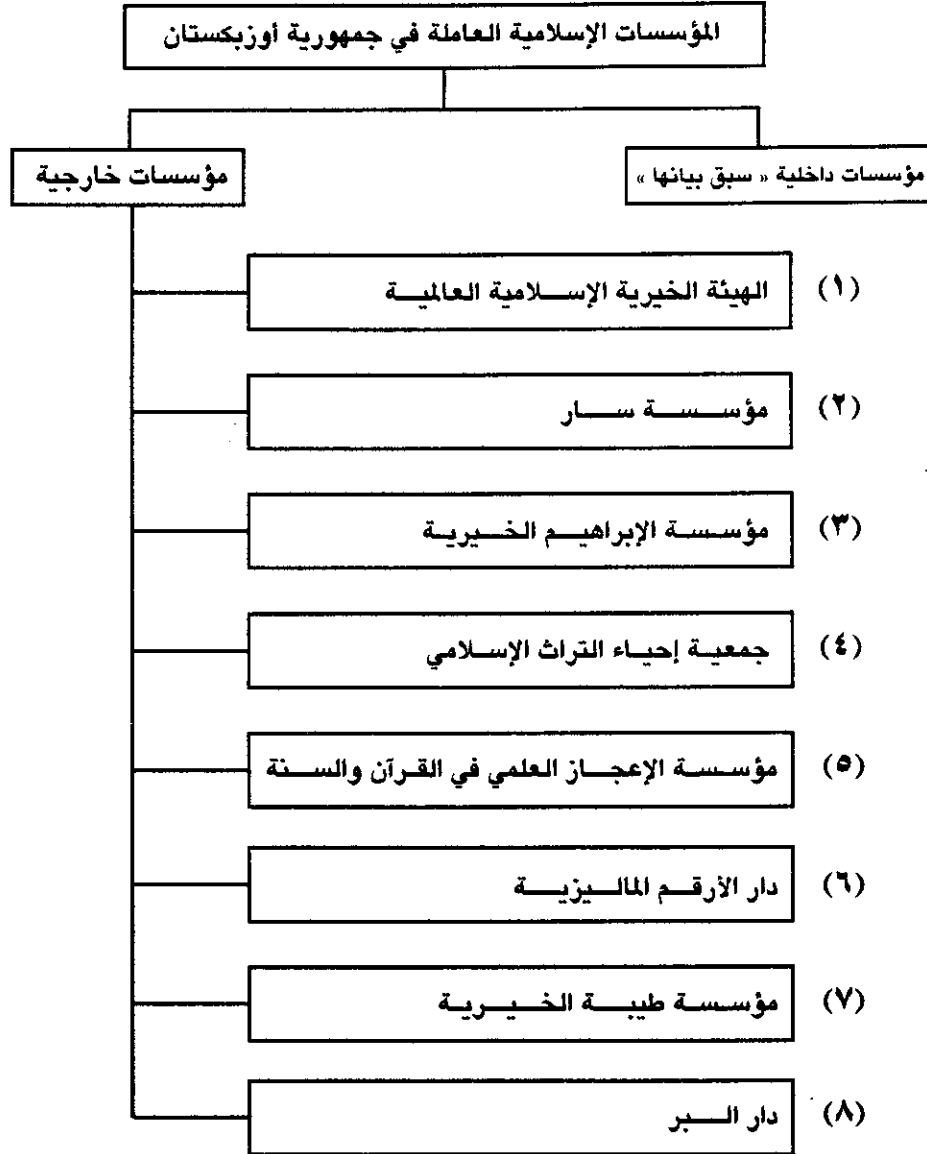 المؤسسات الإسلامية العاملة في جمهورية أوزبكستان
مؤسسات داخلية « سبق بيانها »
مؤسسات خارجية
(١) الهيئة الخيرية الإسلامية العالمية
(٢) مؤسسة سار
(٣) مؤسسة الإبراهيم الخيرية
(٤) جمعية إحياء التراث الإسلامي
(٥) مؤسسة الإعجاز العلمي في القرآن والسنة
(٦) دار الأرقم الماليزية
(٧) مؤسسة طيبة الخيرية
(٨) دار البر